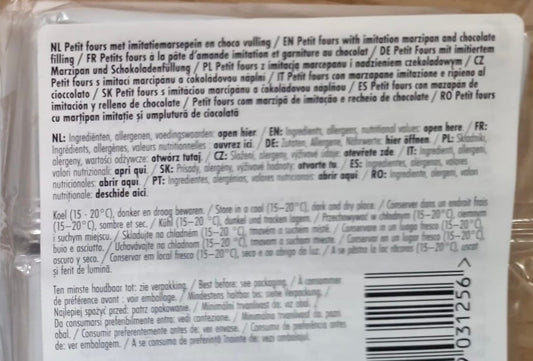 NL Petit fours met imitatiemarsepein en choco vulling / EN Petit fours with imitation marzipan and chocolate
filling / FR Petits fours à la pâte d'amande imitation et garniture au chocolat / DE Petit Fours mit imitiertem
Marzipan und Schokoladenfüllung / PL Petit fours z imitacją marcepanu i nadzieniem czekoladowym / CZ
Petit fours s imitací marcipánu a čokoládovou náplní / IT Petit fours con marzapane imitazione e ripieno al
cioccolato / SK Petit fours s imitáciou marcipánu a čokoládovou náplňou / ES Petit fours con mazapán de
imitación y relleno de chocolate / Petit fours com marzipã de imitação e recheio de chocolate / RO Petit fours
cu marțipan imitație și umplutură de ciocolată
NL: Ingrediënten, allergenen, voedingswaarden: open hier / EN: Ingredients, allergens, nutritional values: open here / FR:
Ingrédients, allergènes, valeurs nutritionnelles : ouvrez ici. / DE: Zutaten, Allergene, Nährwerte: hier öffnen / PL: Składniki,
alergeny, wartości odżywcze: otwórz tutaj. / CZ: Složení, alergeny, výživové hodnoty: otevřete zde / IT: Ingredienti, allergeni,
valori nutrizionali: apri qui. / SK: Prísady, alergény, výživové hodnoty: otvorte tu. / ES: Ingredientes, alérgenos, valores
nutricionales: abrir aquí. / PT: Ingredientes, alergénios, valores nutricionais: abrir aqui. / RO: Ingrediente, alergeni, valori
nutriționale: deschide aici.
Koel (15 - 20°C), donker en droog bewaren. / Store in a cool (15-20 °C), dark and dry place. / Conserver dans un endroit frais
(15–20°C), sombre et sec. / Kühl (15–20 °C), dunkel und trocken lagern. / Przechowywać w chłodnym (15–20 °C), ciemnym
i suchym miejscu. / Skladujte na chladném (15–20 °C), tmavém a suchém místě. / Conservare in un luogo fresco (15–20°C),
buio e asciutto. / Uchovávajte na chladnom (15–20 °C), tmavom a suchom mieste. / Conservar en un lugar fresco (15–20°C),
oscuro y seco. / Conservar em local fresco (15–20°C), seco e ao abrigo da luz. / A se păstra la loc răcoros (15–20°C), uscat
și ferit de lumină.
Ten minste houdbaar tot: zie verpakking. / Best before: see packaging. / À consommer
de préférence avant : voir emballage. / Mindestens haltbar bis: siehe Verpackung. /
Najlepiej spożyć przed: patrz opakowanie. / Minimální trvanlivost do: viz obal. /
Da consumarsi preferibilmente entro: vedi confezione. / Minimálna trvanlivosť do: pozri
obal. / Consumir preferentemente antes de: ver envase. / Consumir de preferência antes
de: ver embalagem. / A se consuma de preferință înainte de: vezi ambalajul.
031256 >